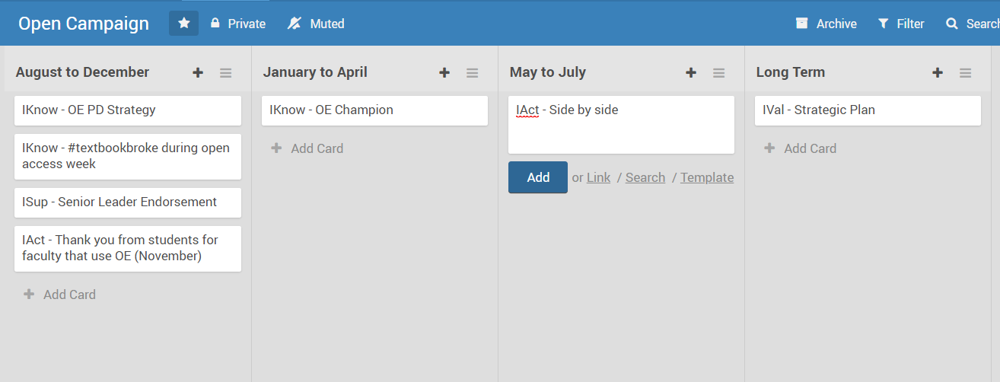 Open Campaign
Private
Muted
Archive
Filter
Search
August to December
IKnow - OE PD Strategy
IKnow - #textbookbroke during open
access week
ISup - Senior Leader Endorsement
IAct - Thank you from students for
faculty that use OE (November)
Add Card
January to April
IKnow - OE Champion
Add Card
May to July
IAct - Side by side
Add or Link / Search / Template
Long Term
IVal - Strategic Plan
Add Card